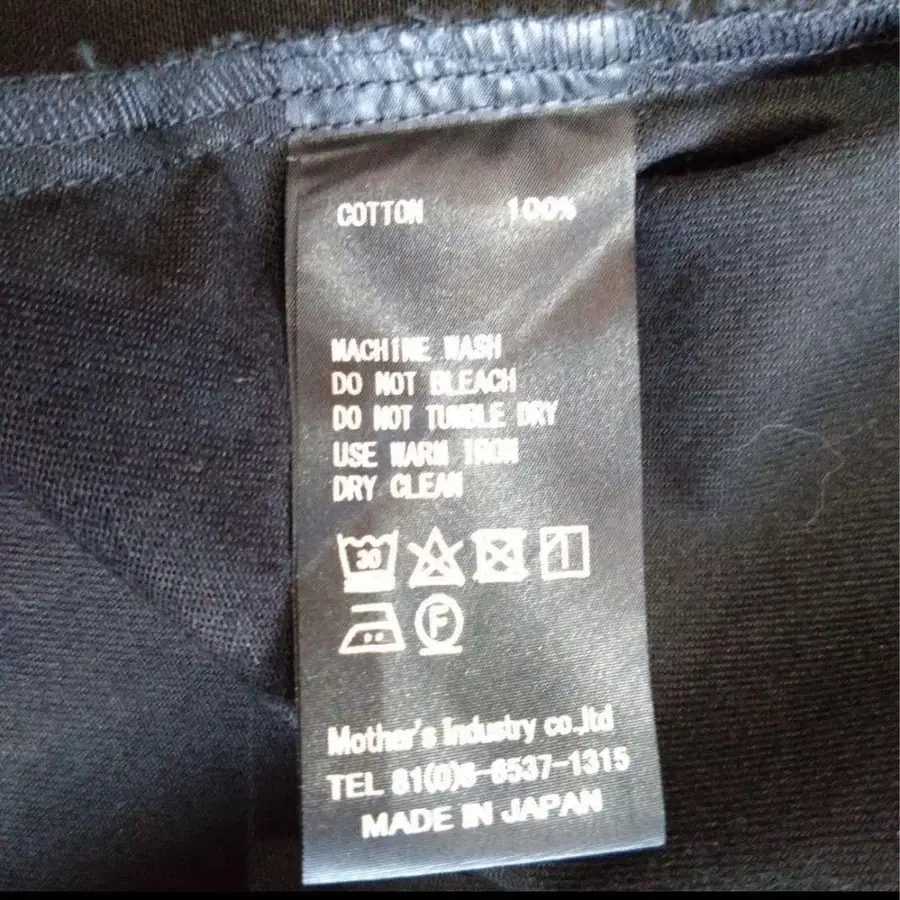 COTTON 100%
MACHINE WASH
DO NOT BLEACH
DO NOT TUMBLE DRY
USE WARM IRON
DRY CLEAN
30
F
Mother's Industry co.,ltd
TEL 81(0)6-6537-1315
MADE IN JAPAN